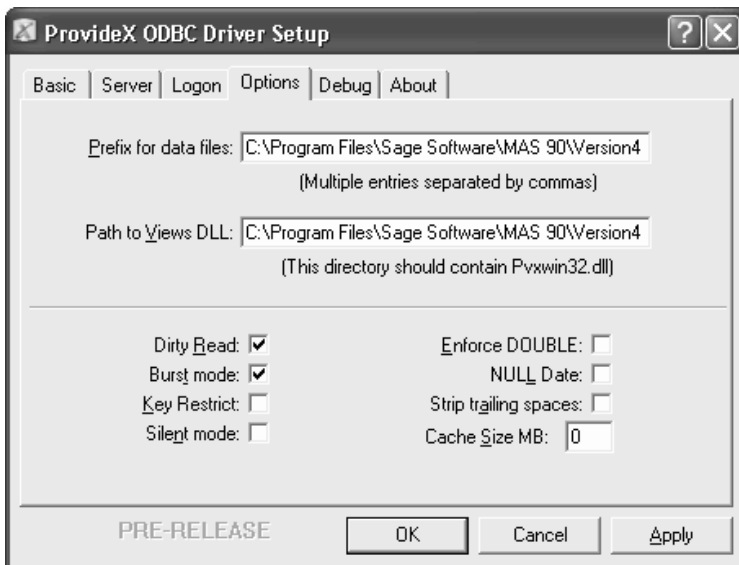 ProvideX ODBC Driver Setup
Basic Server Logon Options Debug About
Prefix for data files: C:\Program Files\Sage Software\MAS 90\Version4
(Multiple entries separated by commas)
Path to Views DLL: C:\Program Files\Sage Software\MAS 90\Version4
(This directory should contain Pvxwin32.dll)
Dirty Read: Enforce DOUBLE:
Burst mode: NULL Date:
Key Restrict: Strip trailing spaces:
Silent mode: Cache Size MB: 0
PRE-RELEASE OK Cancel Apply